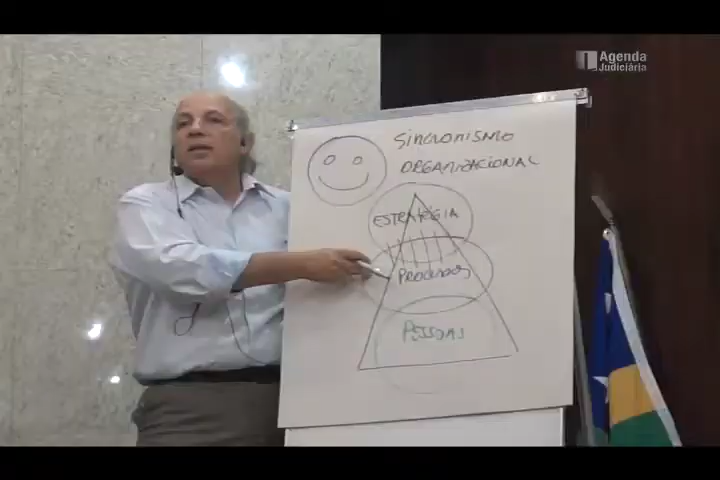 Agenda
Judiciária
SINCRONISMO
ORGANIZACIONAL
ESTRATÉGIA
PROCESSOS
PESSOAS